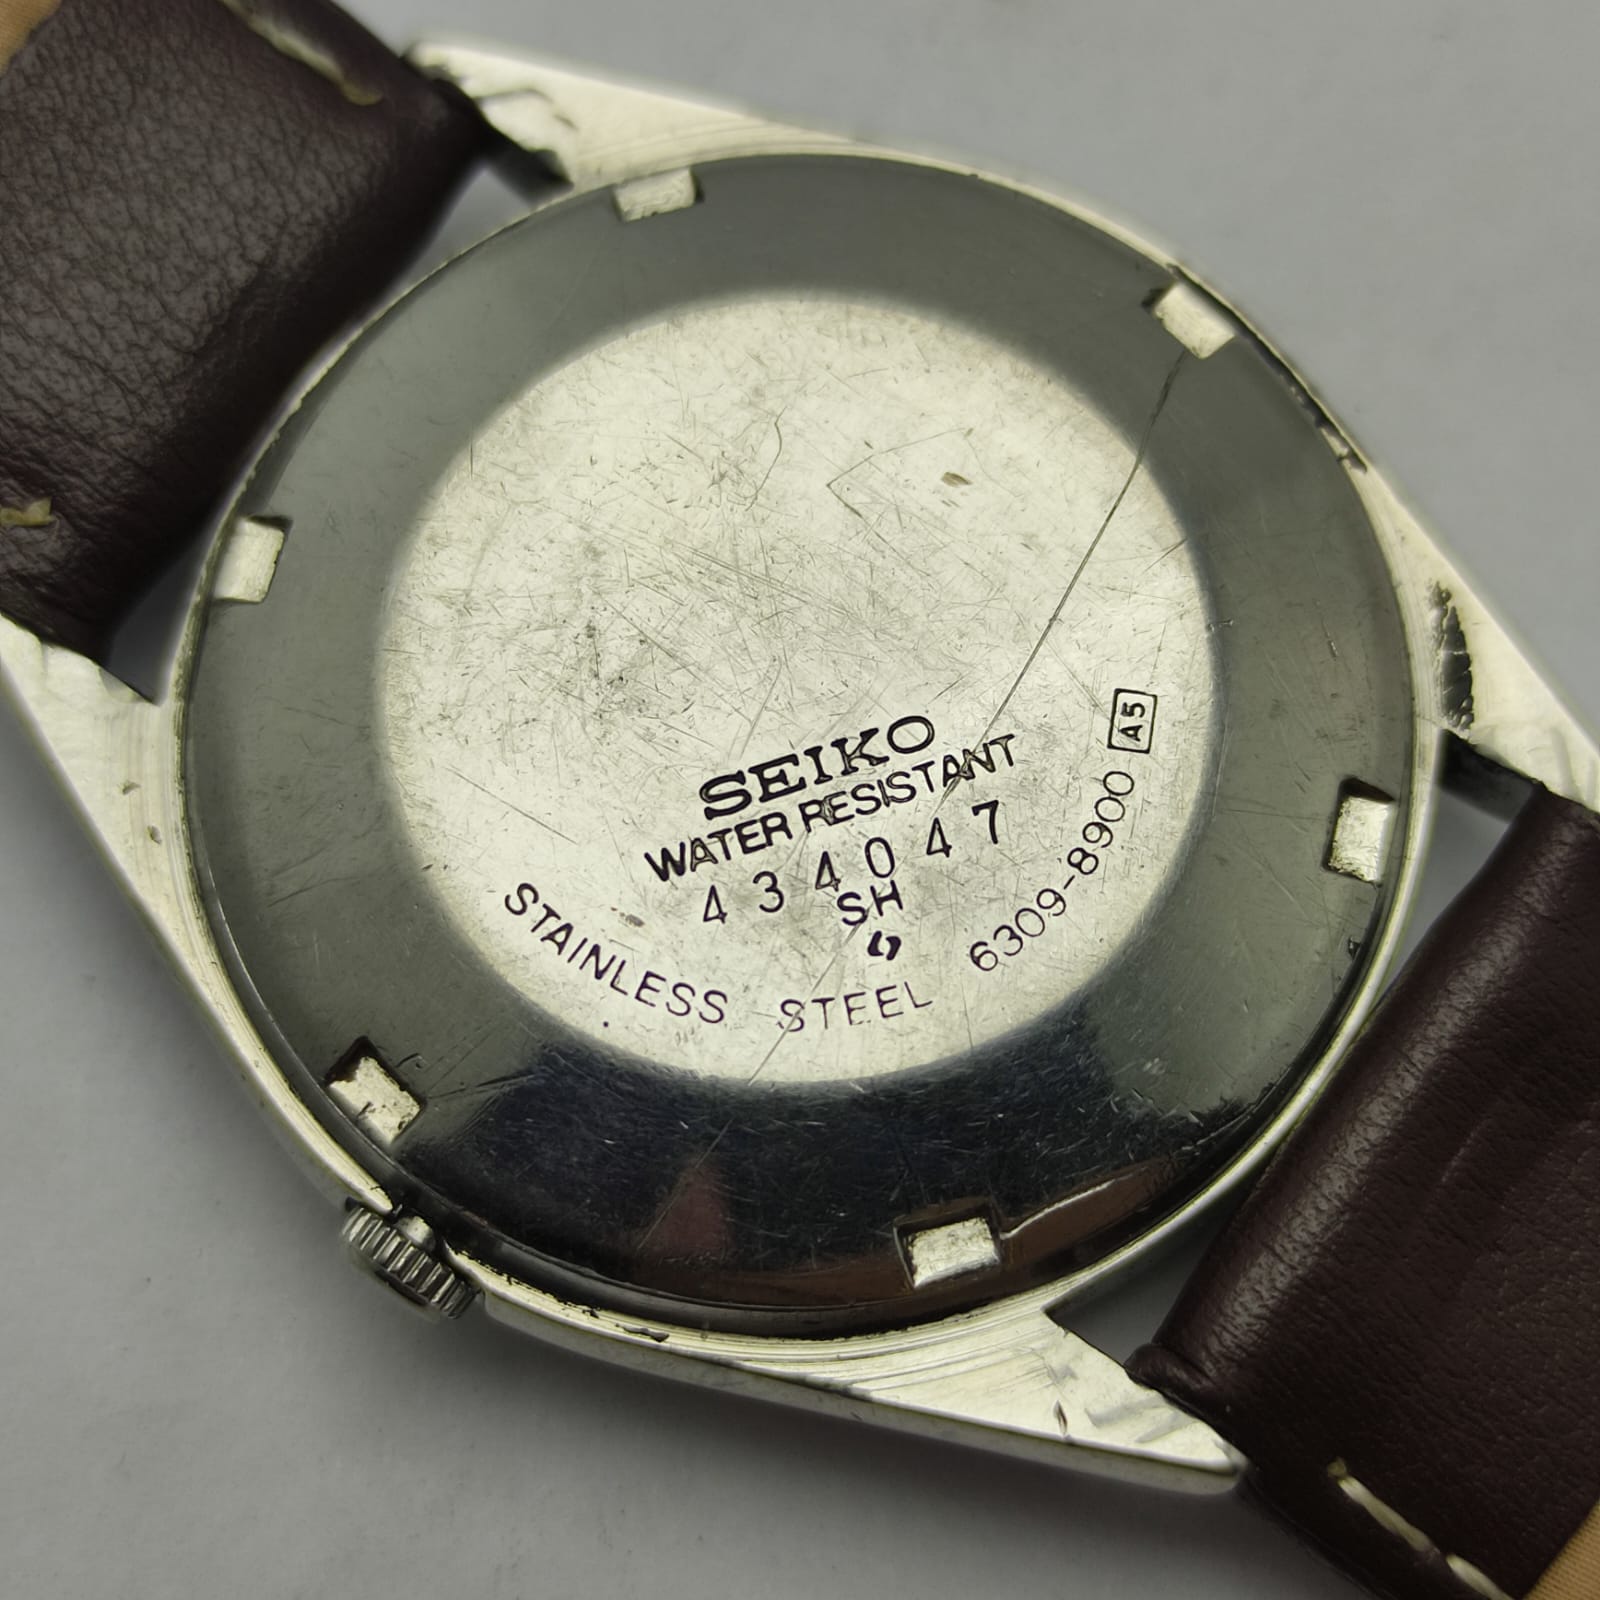 SEIKO
WATER RESISTANT
434047
SH
STAINLESS STEEL 6309-8900 A5